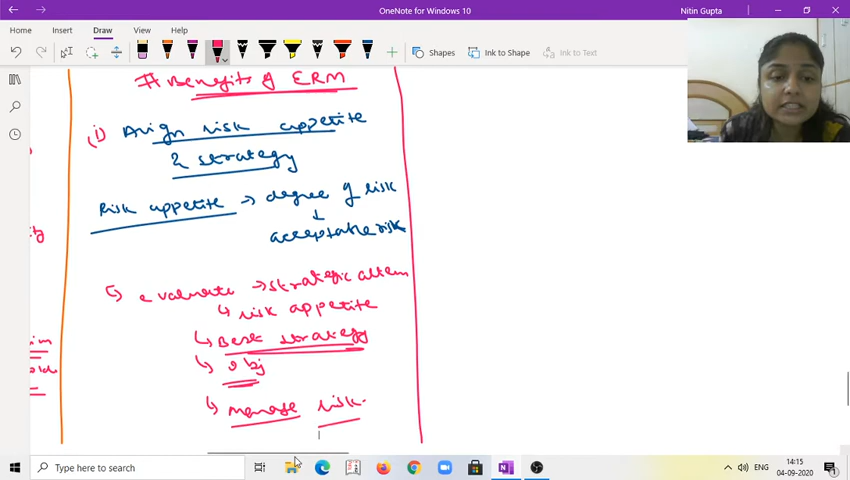 OneNote for Windows 10
Nitin Gupta
Home Insert Draw View Help
Shapes Ink to Shape Ink to Text
# Benefits of ERM
(i) Align risk appetite
& strategy
Risk appetite → degree of risk
↓
acceptable risk
↳ evaluate → strategic altern
↳ risk appetite
↳ Best strategy
↳ obj
↳ manage risk.
Type here to search
ENG
14:15
04-09-2020